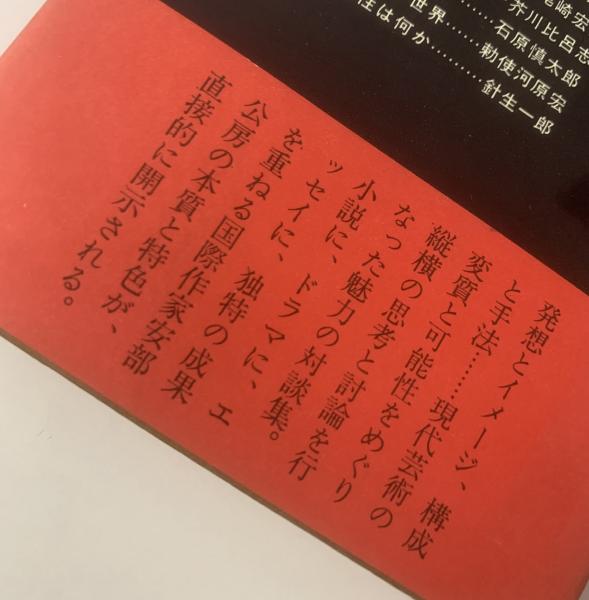 尾崎宏
芥川比呂志
……石原慎太郎
世界……勅使河原宏
性は何か………針生一郎
発想とイメージ、構成
と手法……現代芸術の
変質と可能性をめぐり
縦横の思考と討論を行
なった魅力の対談集。
小説に、ドラマに、エ
ッセイに、独特の成果
を重ねる国際作家安部
公房の本質と特色が、
直接的に開示される。